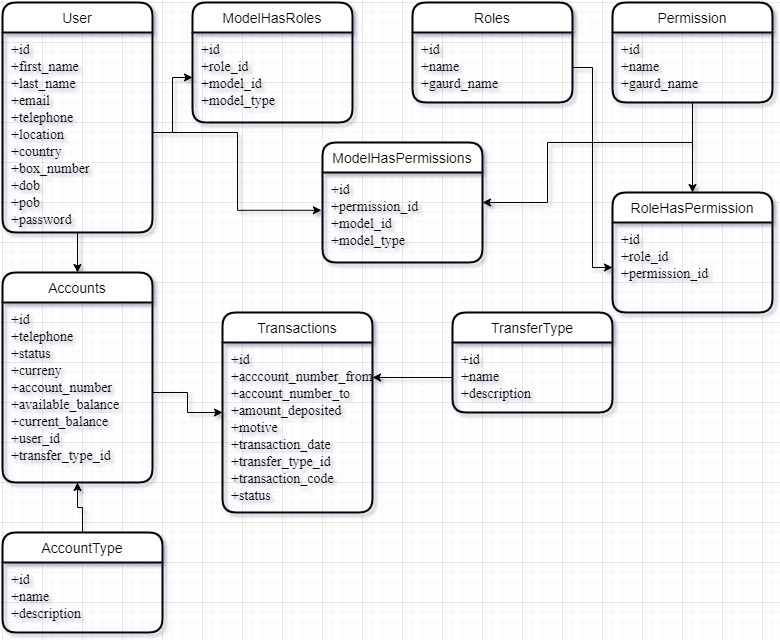 User
+id
+first_name
+last_name
+email
+telephone
+location
+country
+box_number
+dob
+pob
+password
ModelHasRoles
+id
+role_id
+model_id
+model_type
Roles
+id
+name
+gaurd_name
Permission
+id
+name
+gaurd_name
ModelHasPermissions
+id
+permission_id
+model_id
+model_type
RoleHasPermission
+id
+role_id
+permission_id
Accounts
+id
+telephone
+status
+curreny
+account_number
+available_balance
+current_balance
+user_id
+transfer_type_id
Transactions
+id
+acccount_number_from
+account_number_to
+amount_deposited
+motive
+transaction_date
+transfer_type_id
+transaction_code
+status
TransferType
+id
+name
+description
AccountType
+id
+name
+description